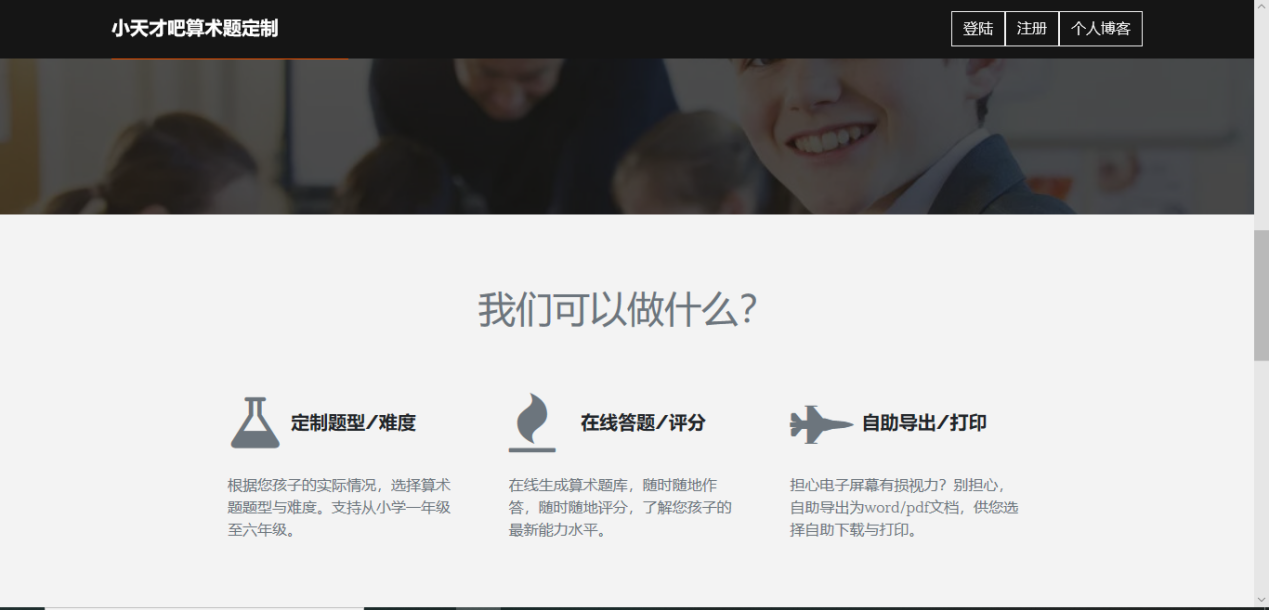 小天才吧算术题定制
登陆 注册 个人博客
我们可以做什么？
定制题型/难度
根据您孩子的实际情况，选择算术
题题型与难度。支持从小学一年级
至六年级。
在线答题/评分
在线生成算术题库，随时随地作
答，随时随地评分，了解您孩子的
最新能力水平。
自助导出/打印
担心电子屏幕有损视力？别担心，
自助导出为word/pdf文档，供您选
择自助下载与打印。